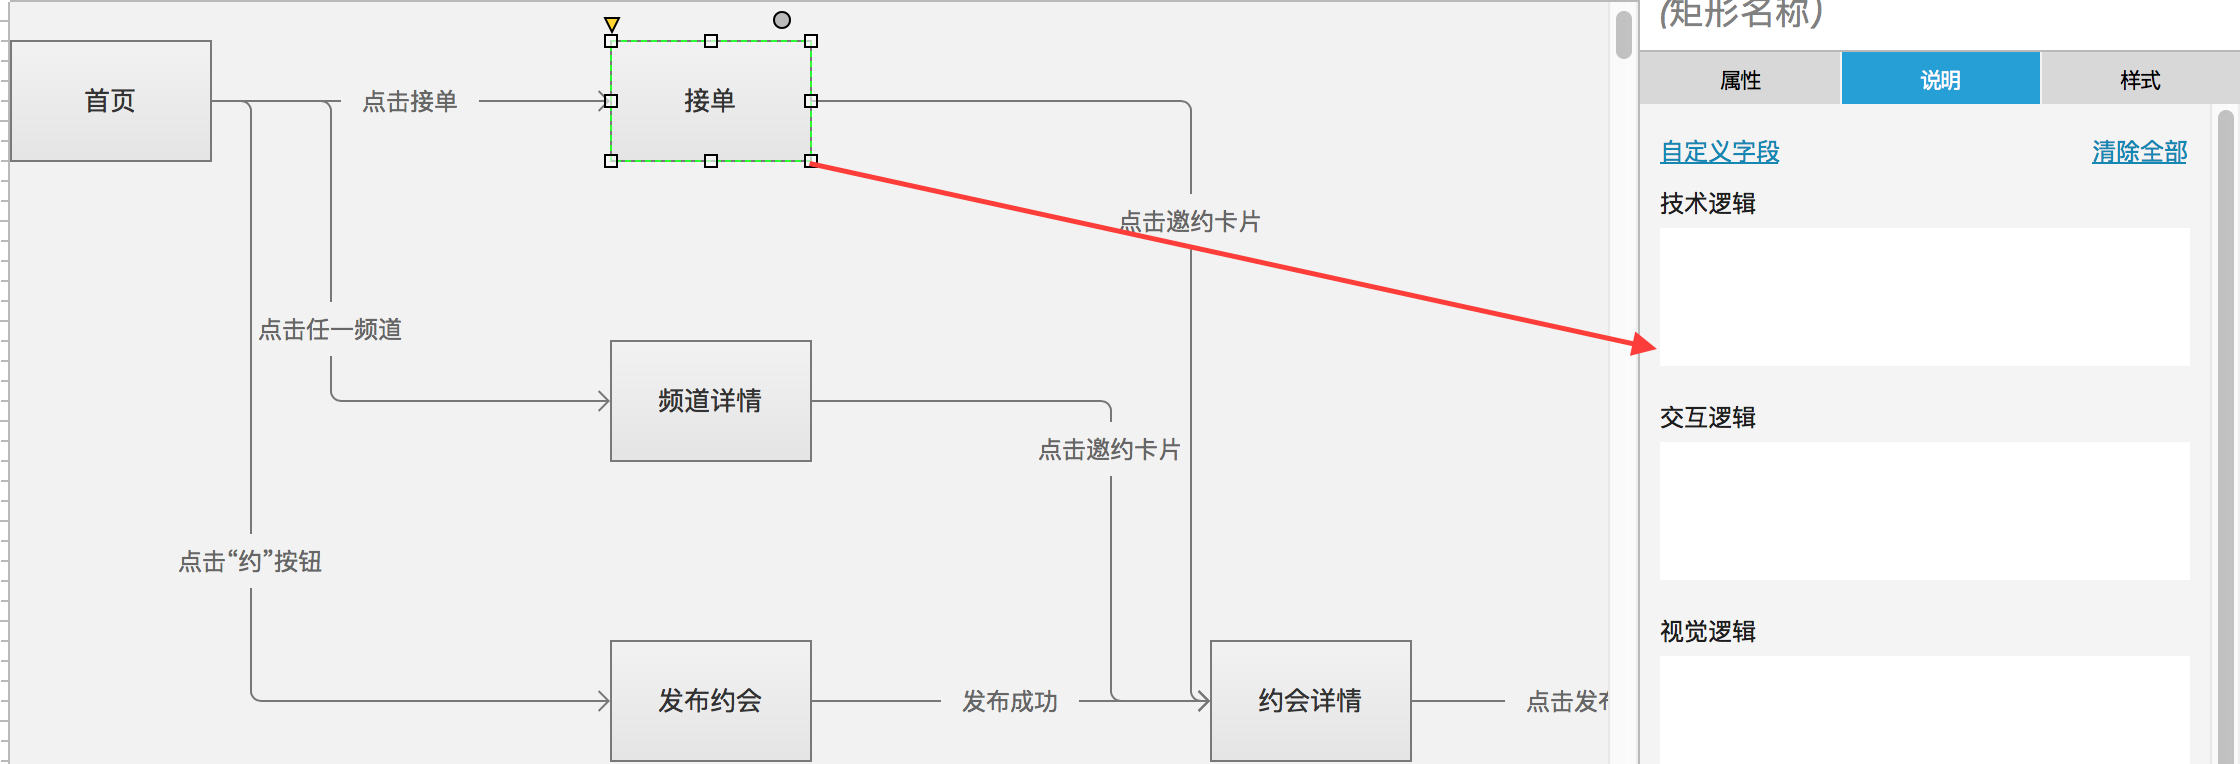 (矩形名称)
属性
说明
样式
首页
点击接单
接单
自定义字段
清除全部
技术逻辑
点击邀约卡片
点击任一频道
频道详情
点击邀约卡片
交互逻辑
点击“约”按钮
视觉逻辑
发布约会
发布成功
约会详情
点击发布